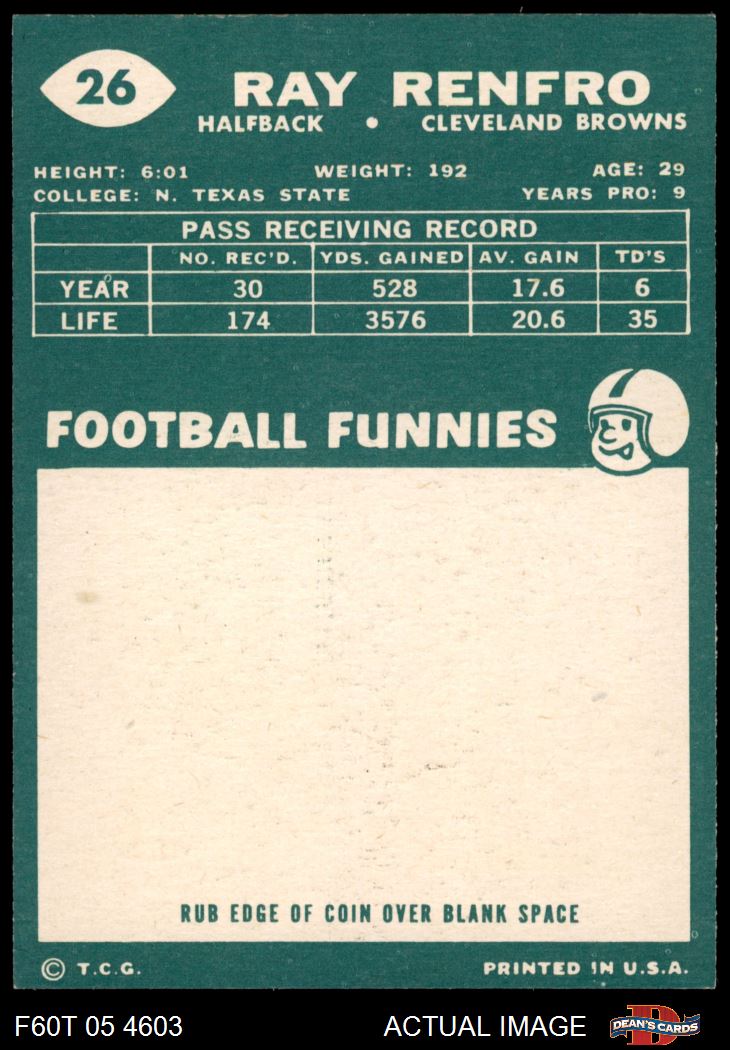 26
RAY RENFRO
HALFBACK • CLEVELAND BROWNS
HEIGHT: 6:01 WEIGHT: 192 AGE: 29
COLLEGE: N. TEXAS STATE YEARS PRO: 9
PASS RECEIVING RECORD
NO. REC'D. YDS. GAINED AV. GAIN TD'S
YEAR 30 528 17.6 6
LIFE 174 3576 20.6 35
FOOTBALL FUNNIES
RUB EDGE OF COIN OVER BLANK SPACE
© T.C.G. PRINTED IN U.S.A.
F60T 05 4603 ACTUAL IMAGE D DEAN'S CARDS